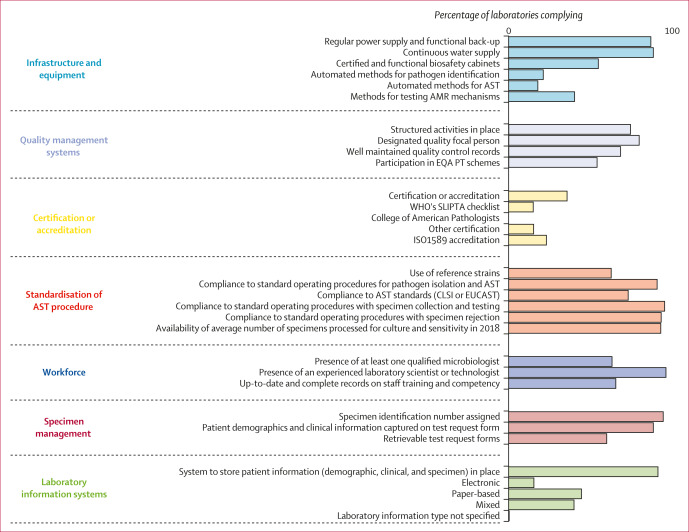 Percentage of laboratories complying
0 100
Infrastructure and
equipment
Regular power supply and functional back-up
Continuous water supply
Certified and functional biosafety cabinets
Automated methods for pathogen identification
Automated methods for AST
Methods for testing AMR mechanisms
Quality management
systems
Structured activities in place
Designated quality focal person
Well maintained quality control records
Participation in EQA PT schemes
Certification or
accreditation
Certification or accreditation
WHO's SLIPTA checklist
College of American Pathologists
Other certification
ISO1589 accreditation
Standardisation of
AST procedure
Use of reference strains
Compliance to standard operating procedures for pathogen isolation and AST
Compliance to AST standards (CLSI or EUCAST)
Compliance to standard operating procedures with specimen collection and testing
Compliance to standard operating procedures with specimen rejection
Availability of average number of specimens processed for culture and sensitivity in 2018
Workforce
Presence of at least one qualified microbiologist
Presence of an experienced laboratory scientist or technologist
Up-to-date and complete records on staff training and competency
Specimen
management
Specimen identification number assigned
Patient demographics and clinical information captured on test request form
Retrievable test request forms
Laboratory
information systems
System to store patient information (demographic, clinical, and specimen) in place
Electronic
Paper-based
Mixed
Laboratory information type not specified